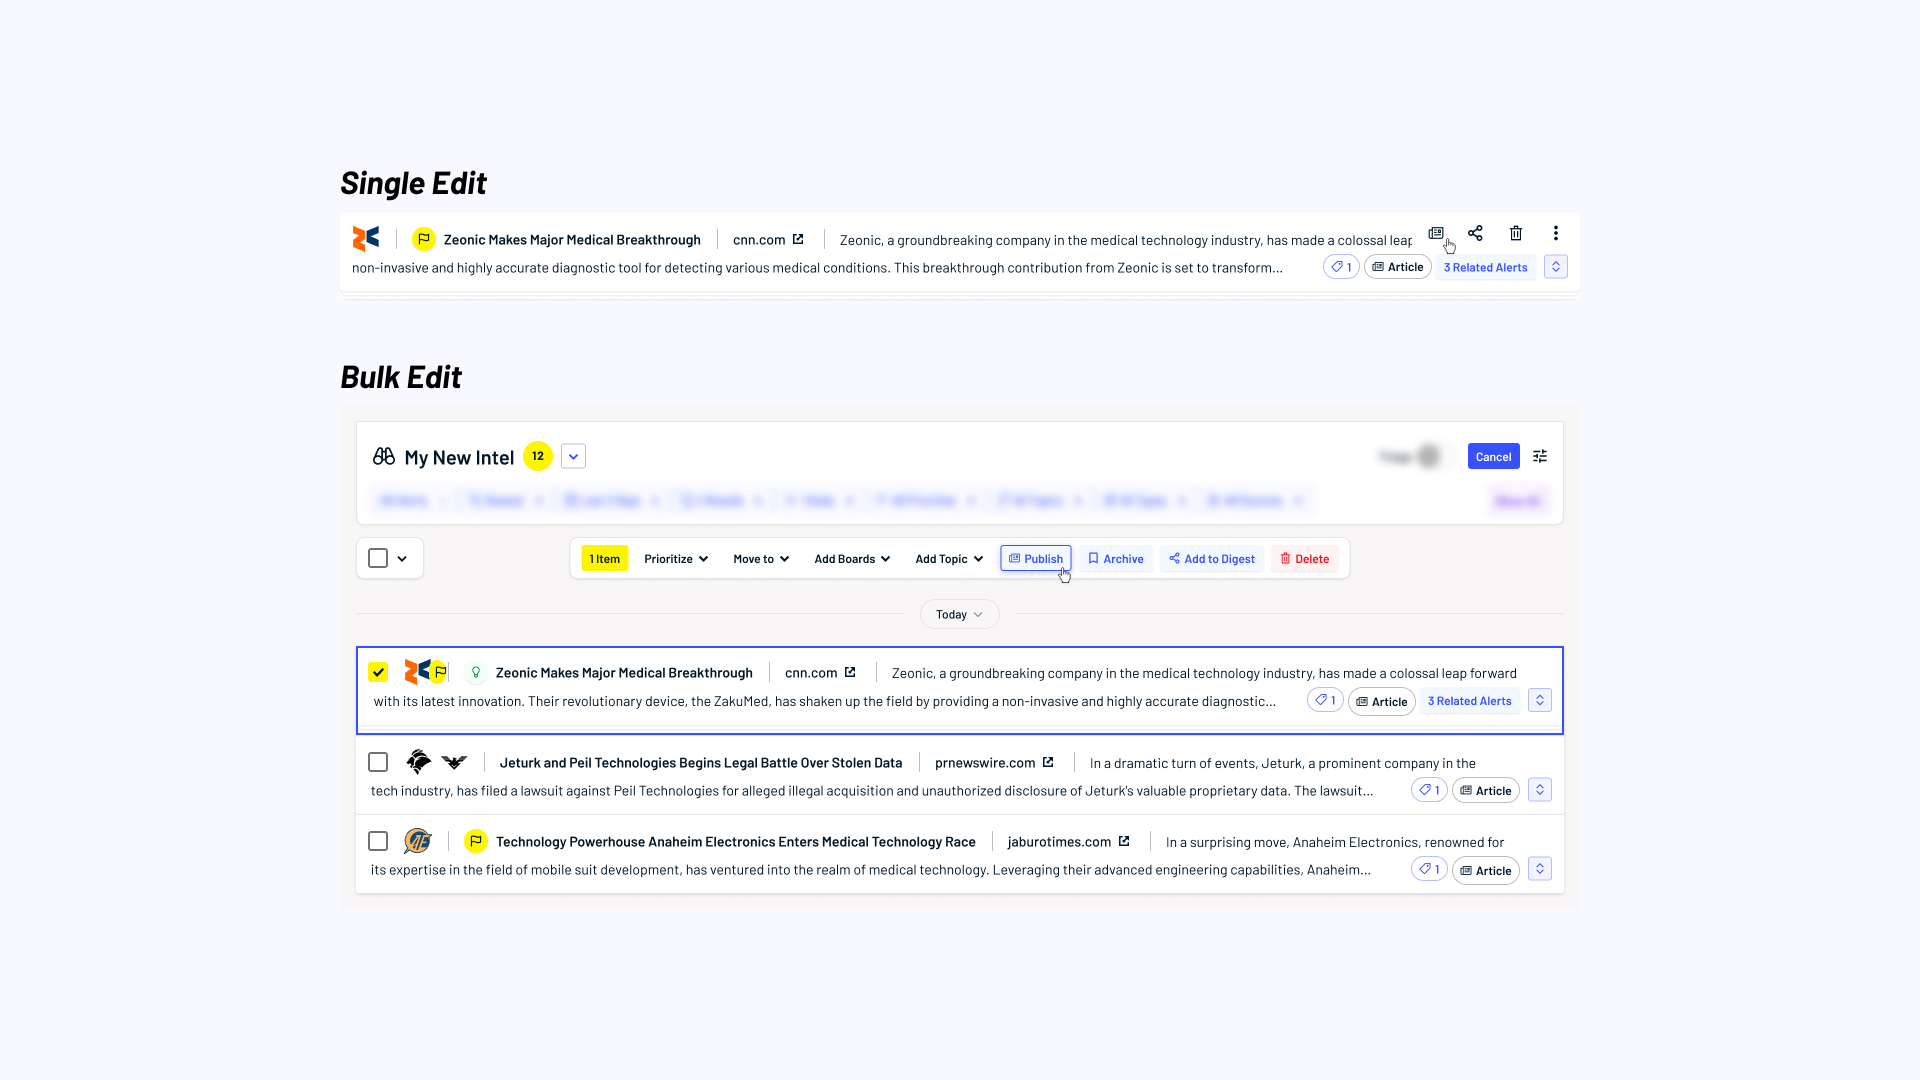 Single Edit
Zeonic Makes Major Medical Breakthrough cnn.com Zeonic, a groundbreaking company in the medical technology industry, has made a colossal leap
non-invasive and highly accurate diagnostic tool for detecting various medical conditions. This breakthrough contribution from Zeonic is set to transform... 1 Article 3 Related Alerts
Bulk Edit
My New Intel 12 Cancel
1 Item Prioritize Move to Add Boards Add Topic Publish Archive Add to Digest Delete
Today
Zeonic Makes Major Medical Breakthrough cnn.com Zeonic, a groundbreaking company in the medical technology industry, has made a colossal leap forward
with its latest innovation. Their revolutionary device, the ZakuMed, has shaken up the field by providing a non-invasive and highly accurate diagnostic... 1 Article 3 Related Alerts
Jeturk and Peil Technologies Begins Legal Battle Over Stolen Data prnewswire.com In a dramatic turn of events, Jeturk, a prominent company in the
tech industry, has filed a lawsuit against Peil Technologies for alleged illegal acquisition and unauthorized disclosure of Jeturk's valuable proprietary data. The lawsuit... 1 Article
AE Technology Powerhouse Anaheim Electronics Enters Medical Technology Race jaburotimes.com In a surprising move, Anaheim Electronics, renowned for
its expertise in the field of mobile suit development, has ventured into the realm of medical technology. Leveraging their advanced engineering capabilities, Anaheim... 1 Article